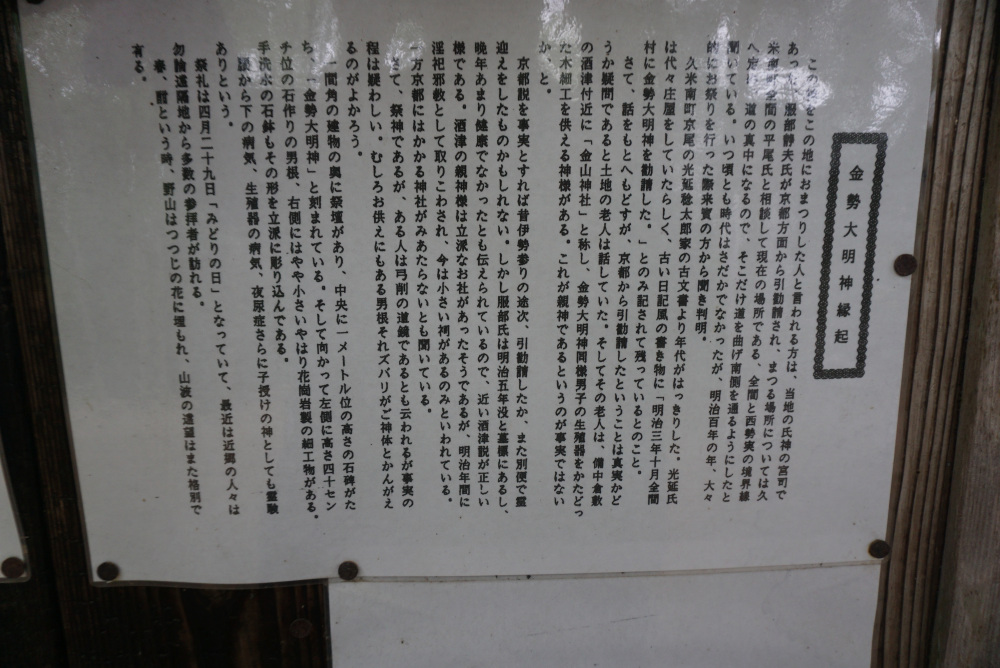 金勢大明神縁起
この神をこの地におまつりした人と言われる方は、当地の氏神の宮司で
あった 服部静夫氏が京都方面から引勧請され、まつる場所については久
米南町全間の平尾氏と相談して現在の場所である、全間と西勢実の境界線
へ定 道の真中になるので、そこだけ道を曲げ南側を通るようにしたと
聞いている。いつ頃とも時代はさだかでなかったが、明治百年の年、大々
的にお祭りを行った際来賓の方から聞き判明。
久米南町京尾の光延稔太郎家の古文書より年代がはっきりした。光延氏
は代々庄屋をしていたらしく、古い日記風の書き物に「明治三年十月全間
村に金勢大明神を勧請した。」とのみ記されて残っているとのこと。
さて、話をもとへもどすが、京都から引勧請したということは真実かど
うか疑問であると土地の老人は話していた。そしてその老人は、備中倉敷
の酒津付近に「金山神社」と称し、金勢大明神同様男子の生殖器をかたどっ
た木細工を供える神様がある。これが親神であるというのが事実ではない
か、と。
京都説を事実とすれば昔伊勢参りの途次、引勧請したか、また別便で霊
迎えをしたものかもしれない。しかし服部氏は明治五年没と墓標にあるし、
晩年あまり健康でなかったとも伝えられているので、近い酒津説が正しい
様である。酒津の親神様は立派なお社があったそうであるが、明治年間に
淫祀邪教として取りこわされ、今は小さい祠があるのみといわれている。
一方京都にはかかる神社がみあたらないとも聞いている。
さて、祭神であるが、ある人は弓削の道鏡であるとも云われるが事実の
程は疑わしい。むしろお供えにもある男根それズバリがご神体とかんがえ
るのがよかろう。
一間角の建物の奥に祭壇があり、中央に一メートル位の高さの石碑がた
ち、「金勢大明神」と刻まれている。そして向かって左側に高さ四十セン
チ位の石作りの男根、右側にはやや小さいやはり花崗岩製の細工物がある。
手洗水の石鉢もその形を立派に彫り込んである。
腰から下の病気、生殖器の病気、夜尿症さらに子授けの神としても霊験
ありという。
祭礼は四月二十九日「みどりの日」となっていて、最近は近郷の人々は
勿論遠隔地から多数の参拝者が訪れる。
春、酣という時、野山はつつじの花に埋もれ、山波の遠望はまた格別で
有る。